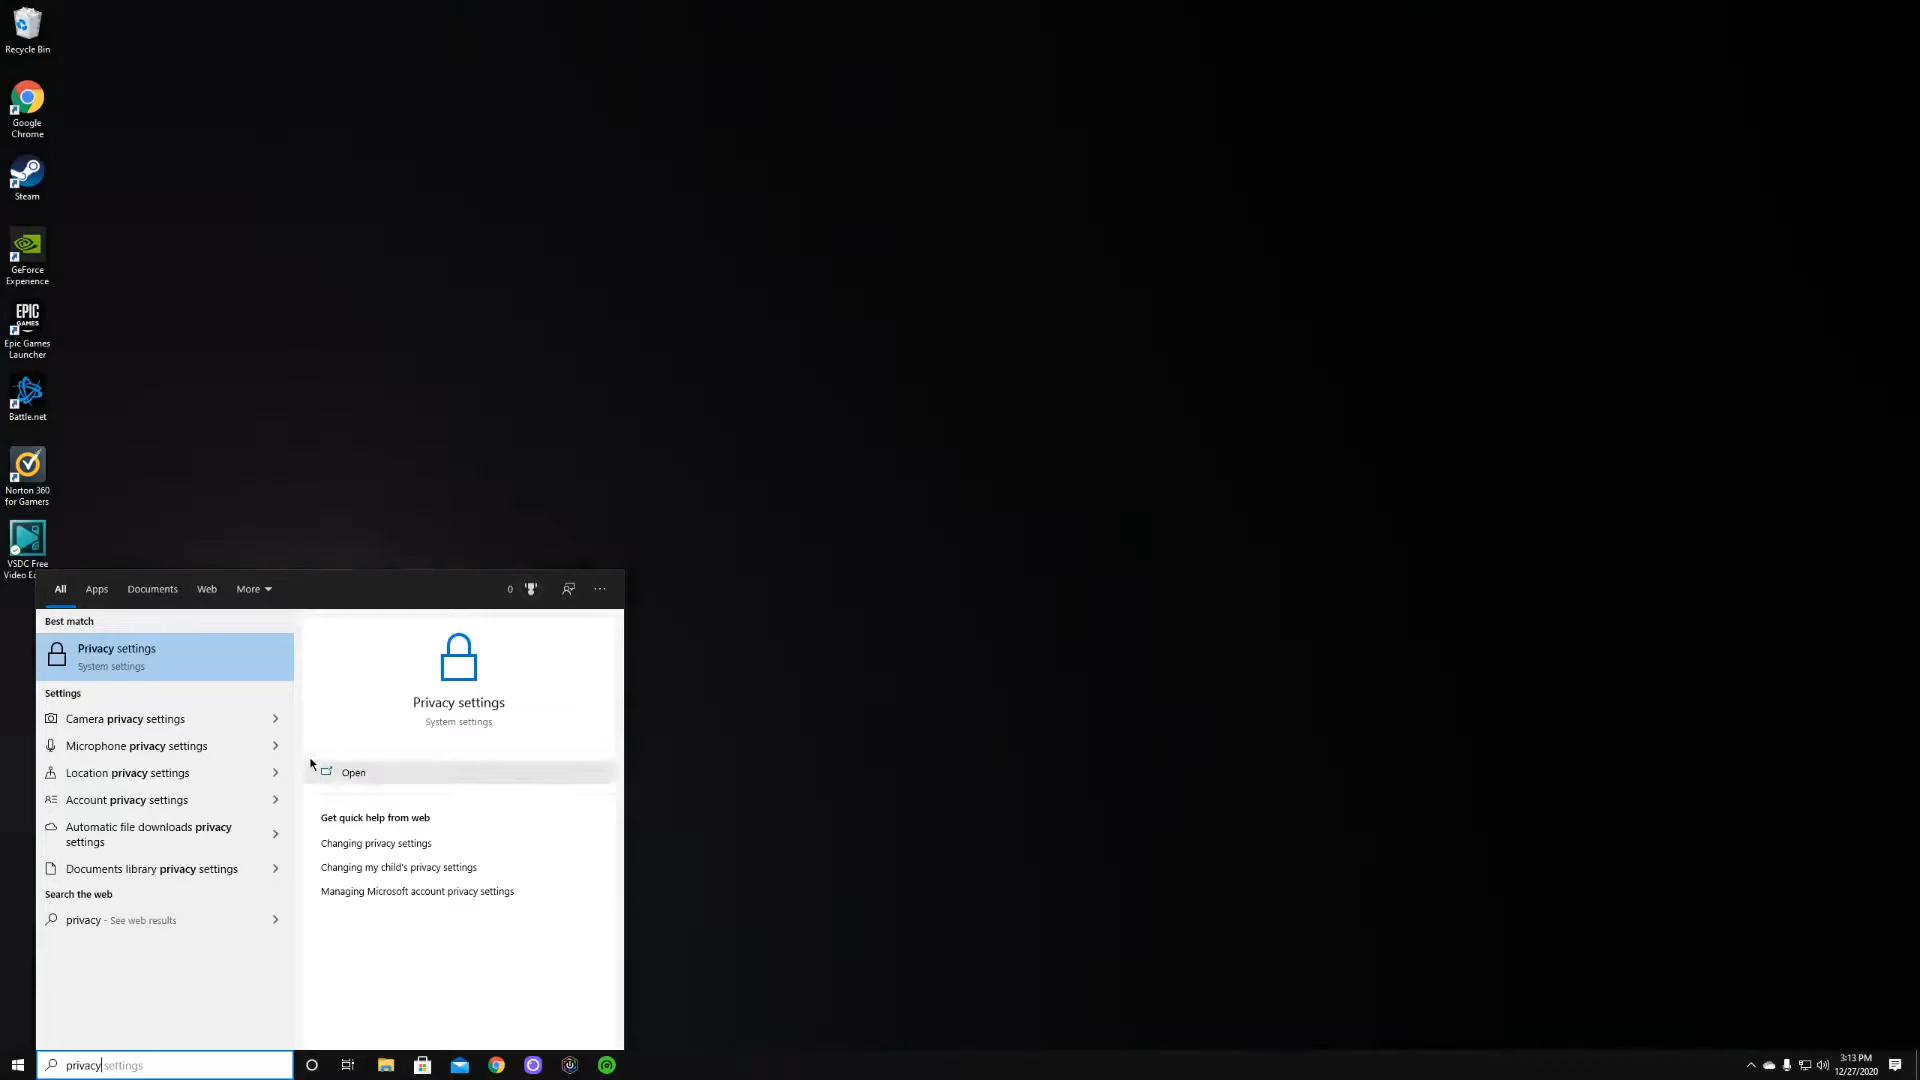 Recycle Bin
Google
Chrome
Steam
GeForce
Experience
EPIC
GAMES
Epic Games
Launcher
Battle.net
Norton 360
for Gamers
VSDC Free
Video E
All Apps Documents Web More 0
Best match
Privacy settings
System settings
Settings
Camera privacy settings
Microphone privacy settings
Location privacy settings
Account privacy settings
Automatic file downloads privacy
settings
Documents library privacy settings
Search the web
privacy - See web results
Privacy settings
System settings
Open
Get quick help from web
Changing privacy settings
Changing my child's privacy settings
Managing Microsoft account privacy settings
privacy settings
3:13 PM
12/27/2020